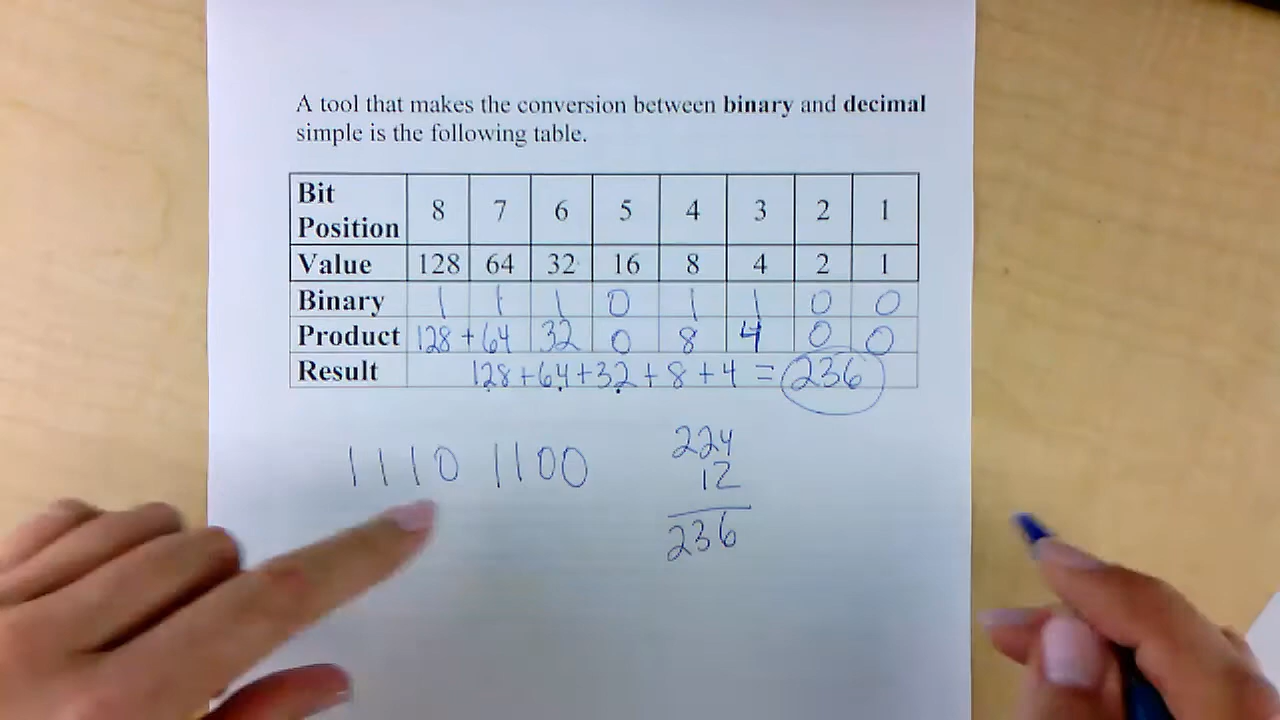 A tool that makes the conversion between binary and decimal
simple is the following table.
Bit Position 8 7 6 5 4 3 2 1
Value 128 64 32 16 8 4 2 1
Binary 1 1 1 0 1 1 0 0
Product 128 + 64 32 0 8 4 0 0
Result 128+64+32+8+4 = 236
1110 1100
224
12
236